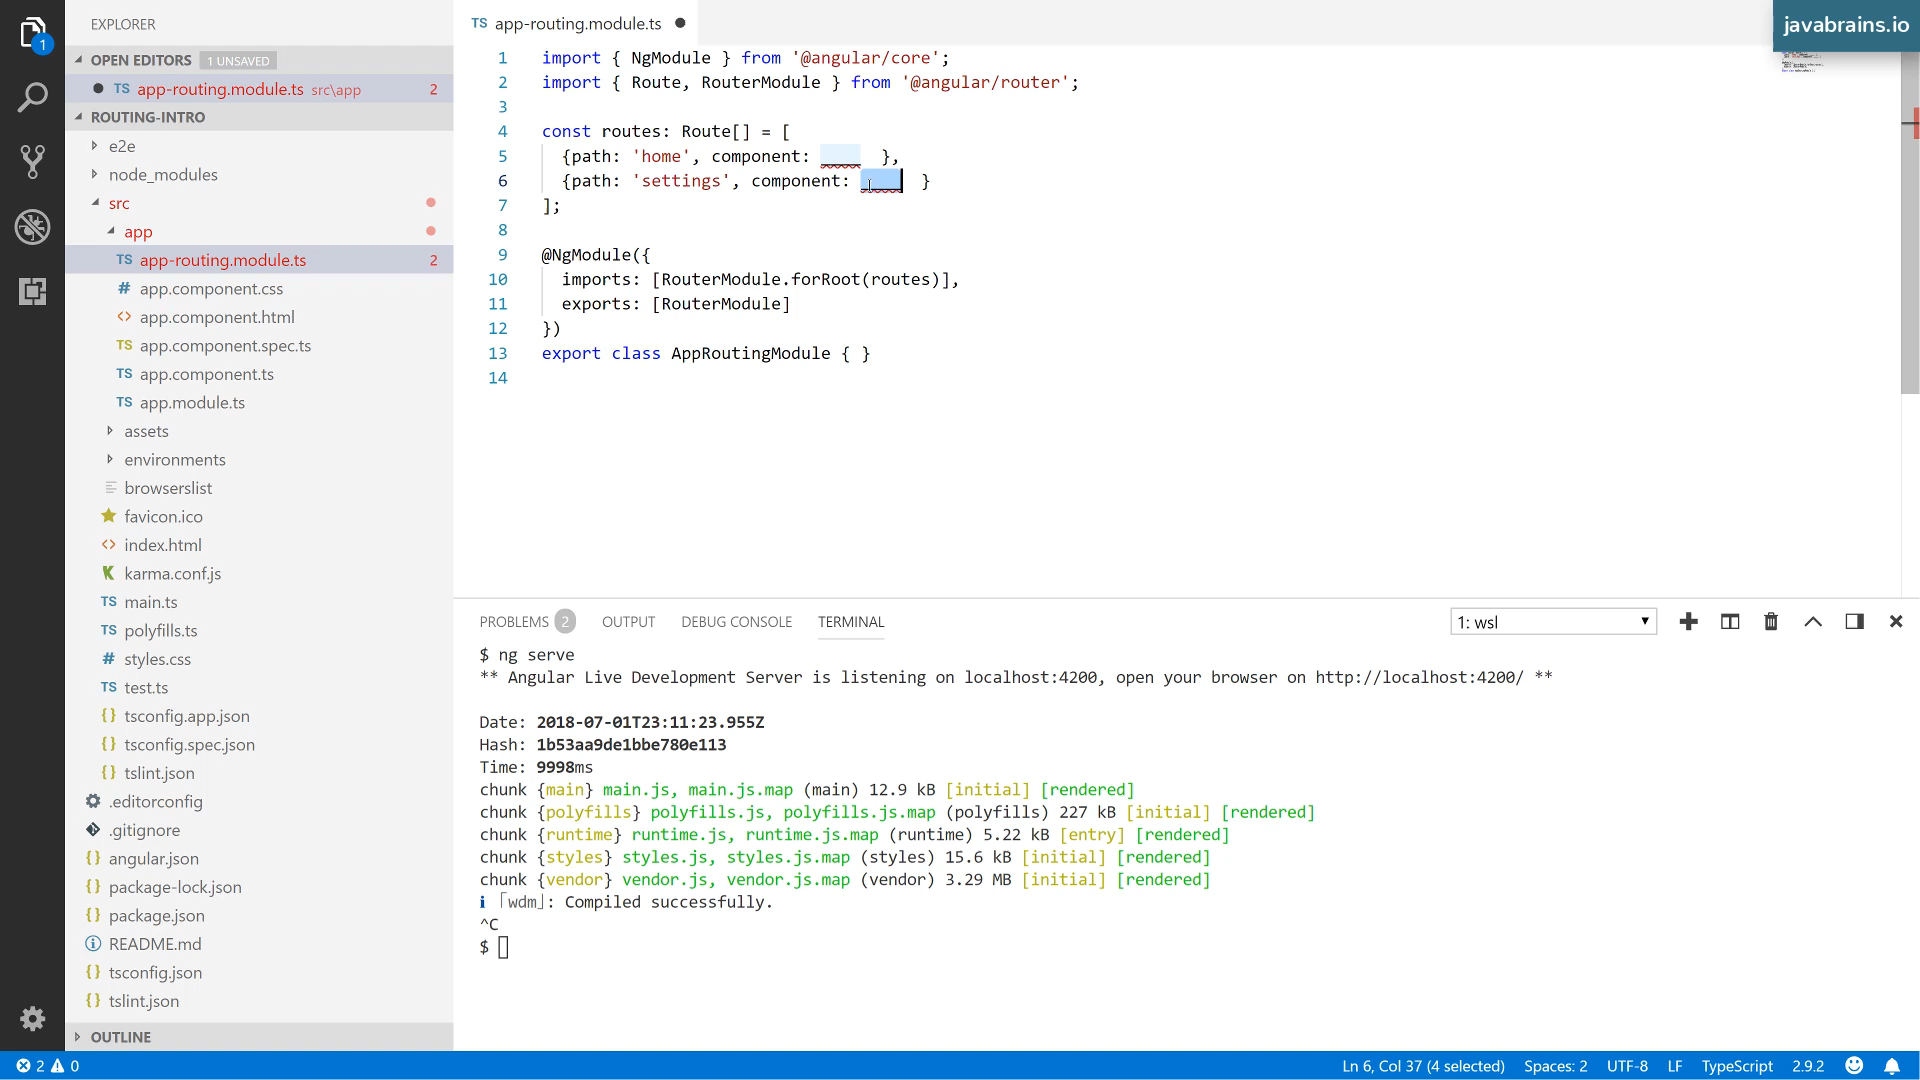 EXPLORER
OPEN EDITORS 1 UNSAVED
TS app-routing.module.ts src\app 2
ROUTING-INTRO
e2e
node_modules
src
app
TS app-routing.module.ts 2
# app.component.css
<> app.component.html
TS app.component.spec.ts
TS app.component.ts
TS app.module.ts
assets
environments
browserslist
favicon.ico
<> index.html
K karma.conf.js
TS main.ts
TS polyfills.ts
# styles.css
TS test.ts
{} tsconfig.app.json
{} tsconfig.spec.json
{} tslint.json
.editorconfig
.gitignore
{} angular.json
{} package-lock.json
{} package.json
README.md
{} tsconfig.json
{} tslint.json
OUTLINE
1
TS app-routing.module.ts
javabrains.io
1 import { NgModule } from '@angular/core';
2 import { Route, RouterModule } from '@angular/router';
3
4 const routes: Route[] = [
5 {path: 'home', component: ____ },
6 {path: 'settings', component: ____ }
7 ];
8
9 @NgModule({
10 imports: [RouterModule.forRoot(routes)],
11 exports: [RouterModule]
12 })
13 export class AppRoutingModule { }
14
PROBLEMS 2 OUTPUT DEBUG CONSOLE TERMINAL 1: wsl
$ ng serve
** Angular Live Development Server is listening on localhost:4200, open your browser on http://localhost:4200/ **
Date: 2018-07-01T23:11:23.955Z
Hash: 1b53aa9de1bbe780e113
Time: 9998ms
chunk {main} main.js, main.js.map (main) 12.9 kB [initial] [rendered]
chunk {polyfills} polyfills.js, polyfills.js.map (polyfills) 227 kB [initial] [rendered]
chunk {runtime} runtime.js, runtime.js.map (runtime) 5.22 kB [entry] [rendered]
chunk {styles} styles.js, styles.js.map (styles) 15.6 kB [initial] [rendered]
chunk {vendor} vendor.js, vendor.js.map (vendor) 3.29 MB [initial] [rendered]
ℹ ｢wdm｣: Compiled successfully.
^C
$
2 0 Ln 6, Col 37 (4 selected) Spaces: 2 UTF-8 LF TypeScript 2.9.2